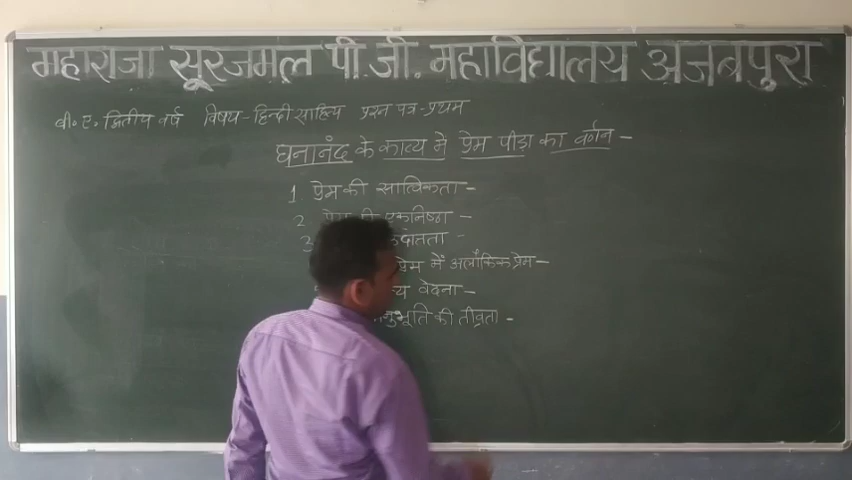 महाराजा सूरजमल पी.जी. महाविद्यालय अजबपुरा
बी.ए. द्वितीय वर्ष विषय-हिन्दी साहित्य प्रश्न पत्र-प्रथम
घनानंद के काव्य मे प्रेम पीड़ा का वर्णन -
1. प्रेम की सात्विकता -
2 एकनिष्ठा -
3
प्रेम में अलौकिक प्रेम -
वेदना -
की तीव्रता -